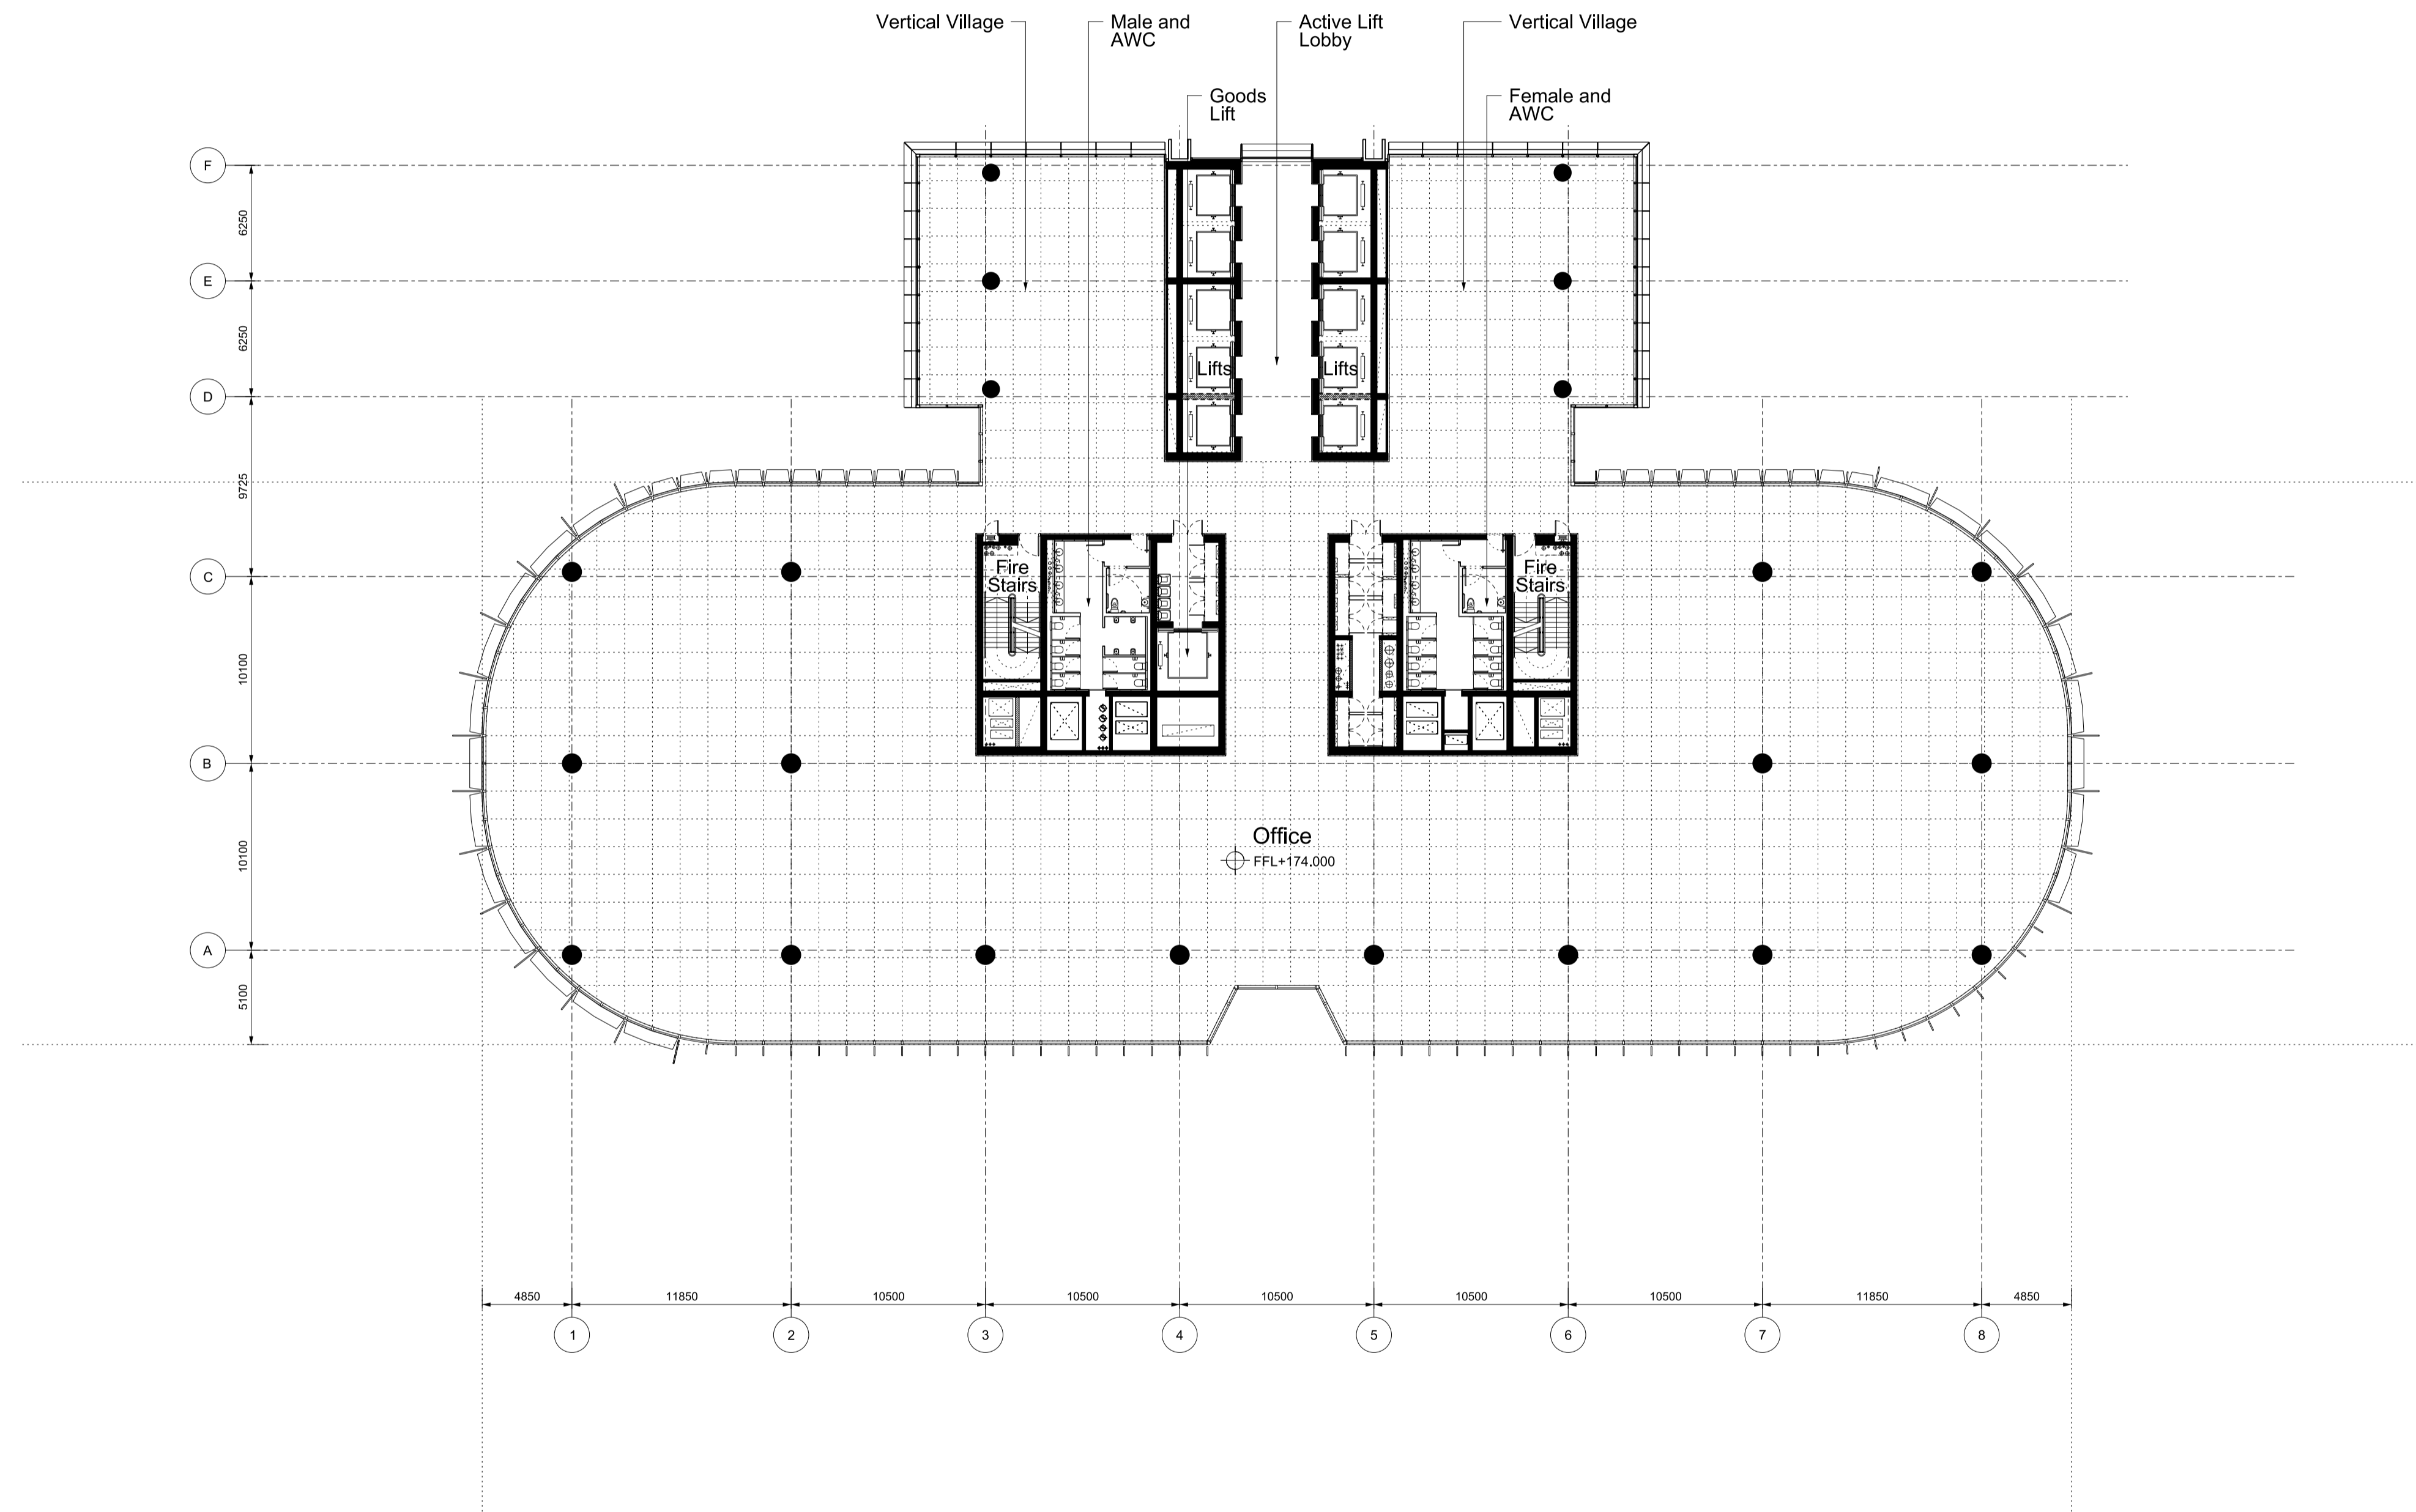 Vertical Village
Male and
AWC
Active Lift
Lobby
Vertical Village
Goods
Lift
Female and
AWC
F
6250
E
6250
Lifts
Lifts
D
9725
C
Fire
Stairs
Fire
Stairs
10100
B
10100
Office
FFL+174.000
A
5100
4850
11850
10500
10500
10500
10500
10500
11850
4850
1
2
3
4
5
6
7
8